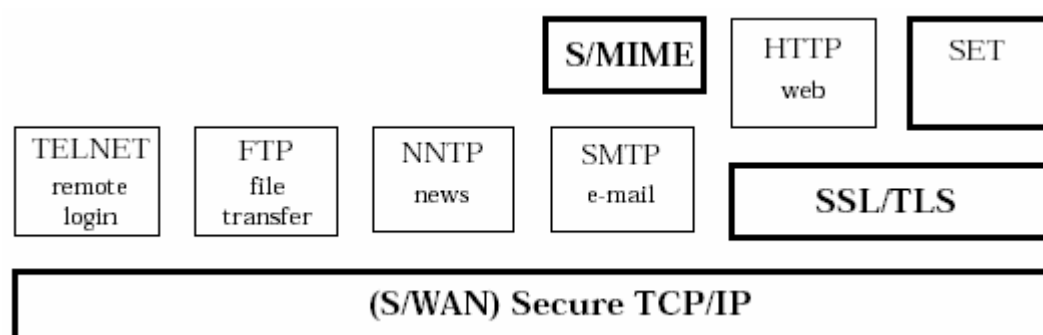 S/MIME
HTTP
web
SET
TELNET
remote
login
FTP
file
transfer
NNTP
news
SMTP
e-mail
SSL/TLS
(S/WAN) Secure TCP/IP